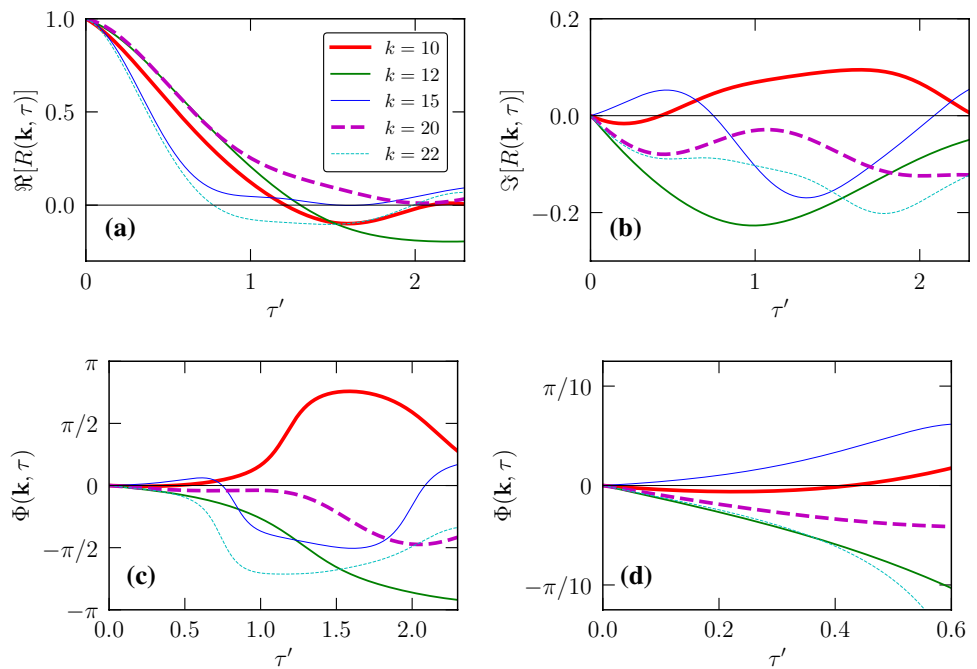 1.0
0.5
0.0
ℜ[R(k, τ)]
k = 10
k = 12
k = 15
k = 20
k = 22
(a)
0
1
2
τ′
0.2
0.0
−0.2
ℑ[R(k, τ)]
(b)
0
1
2
τ′
π
π/2
0
−π/2
−π
Φ(k, τ)
(c)
0.0
0.5
1.0
1.5
2.0
τ′
π/10
0
−π/10
Φ(k, τ)
(d)
0.0
0.2
0.4
0.6
τ′